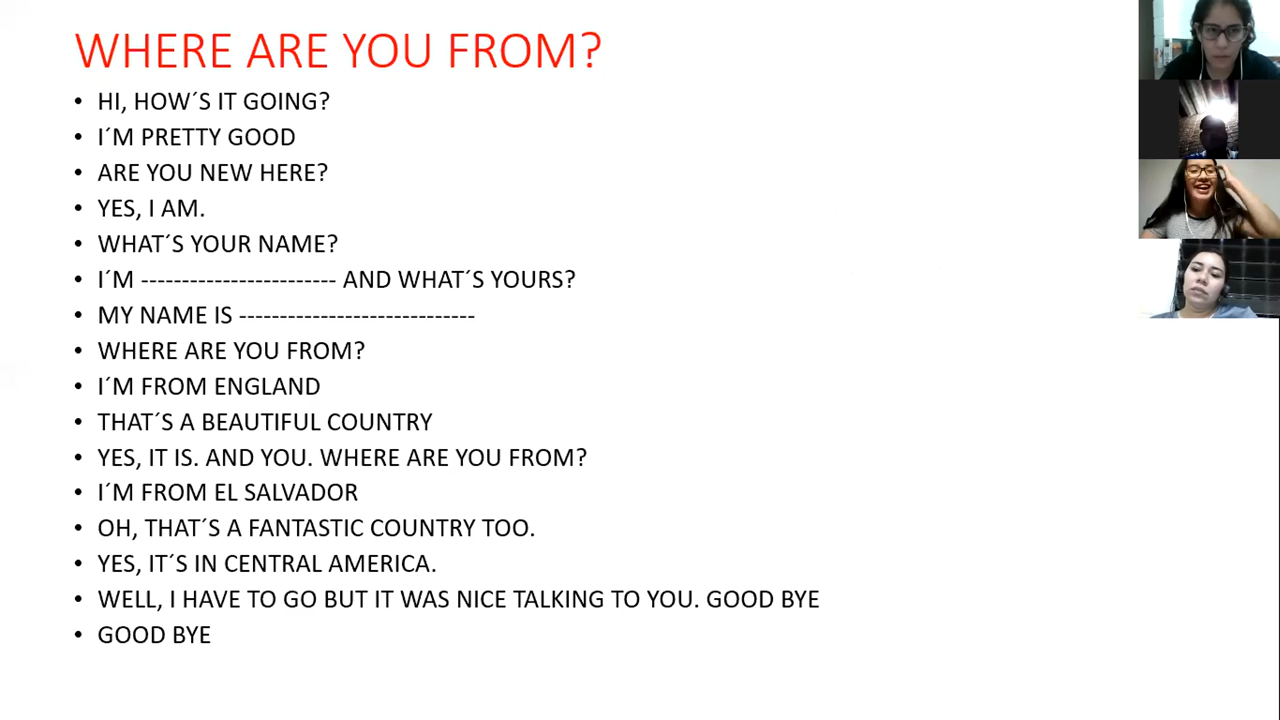 WHERE ARE YOU FROM?
• HI, HOW´S IT GOING?
• I´M PRETTY GOOD
• ARE YOU NEW HERE?
• YES, I AM.
• WHAT´S YOUR NAME?
• I´M ------------------------ AND WHAT´S YOURS?
• MY NAME IS -----------------------------
• WHERE ARE YOU FROM?
• I´M FROM ENGLAND
• THAT´S A BEAUTIFUL COUNTRY
• YES, IT IS. AND YOU. WHERE ARE YOU FROM?
• I´M FROM EL SALVADOR
• OH, THAT´S A FANTASTIC COUNTRY TOO.
• YES, IT´S IN CENTRAL AMERICA.
• WELL, I HAVE TO GO BUT IT WAS NICE TALKING TO YOU. GOOD BYE
• GOOD BYE